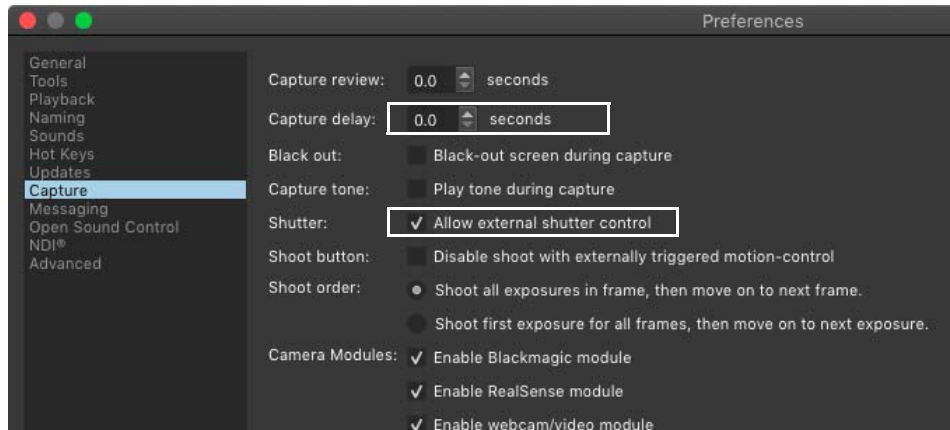 Preferences
General
Tools
Playback
Naming
Sounds
Hot Keys
Updates
Capture
Messaging
Open Sound Control
NDI®
Advanced
Capture review: 0.0 seconds
Capture delay: 0.0 seconds
Black out: Black-out screen during capture
Capture tone: Play tone during capture
Shutter: Allow external shutter control
Shoot button: Disable shoot with externally triggered motion-control
Shoot order: Shoot all exposures in frame, then move on to next frame.
Shoot first exposure for all frames, then move on to next exposure.
Camera Modules: Enable Blackmagic module
Enable RealSense module
Enable webcam/video module